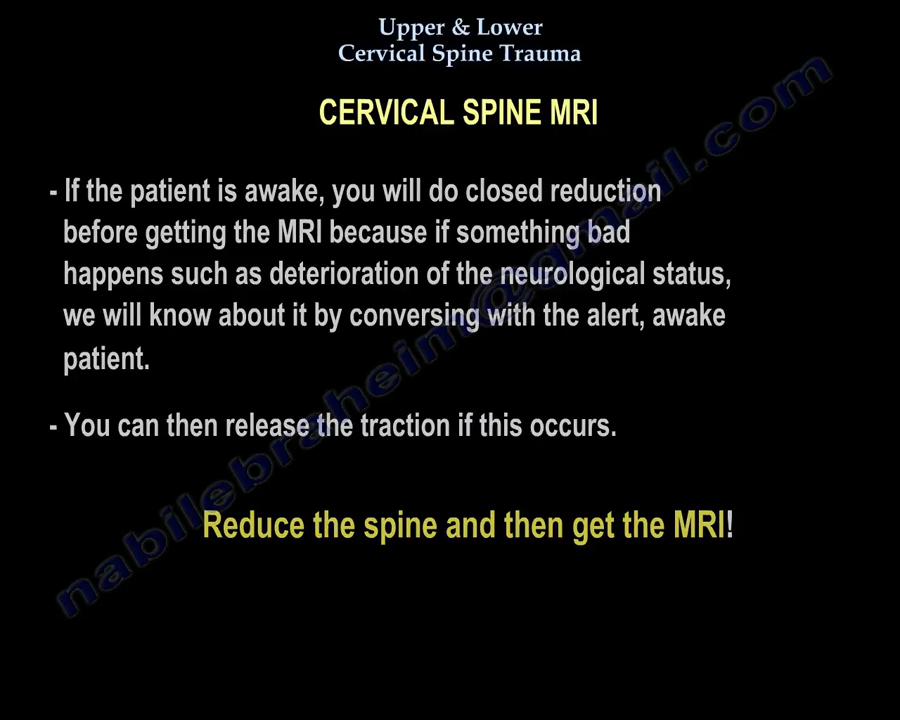 Upper & Lower
Cervical Spine Trauma
CERVICAL SPINE MRI
- If the patient is awake, you will do closed reduction
before getting the MRI because if something bad
happens such as deterioration of the neurological status,
we will know about it by conversing with the alert, awake
patient.
- You can then release the traction if this occurs.
Reduce the spine and then get the MRI!
nabilebraheim@gmail.com